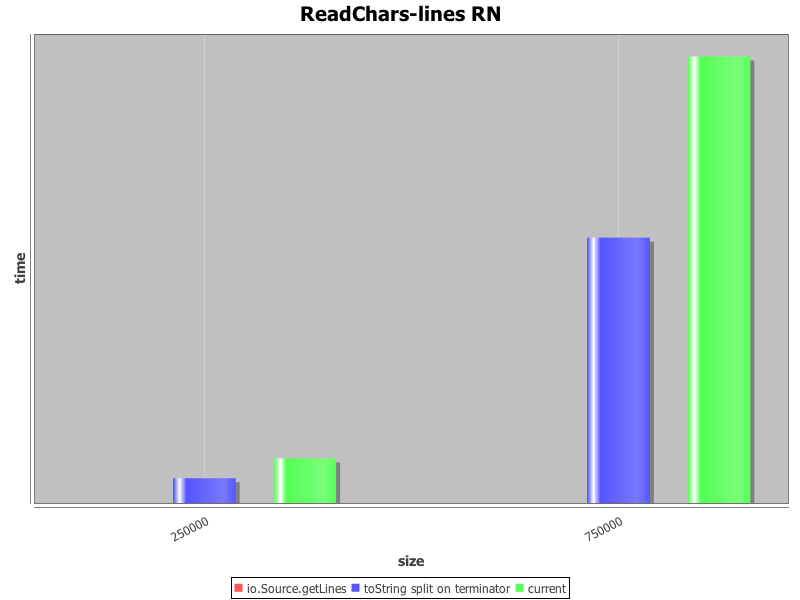 ReadChars-lines RN
time
250000
750000
size
io.Source.getLines toString split on terminator current